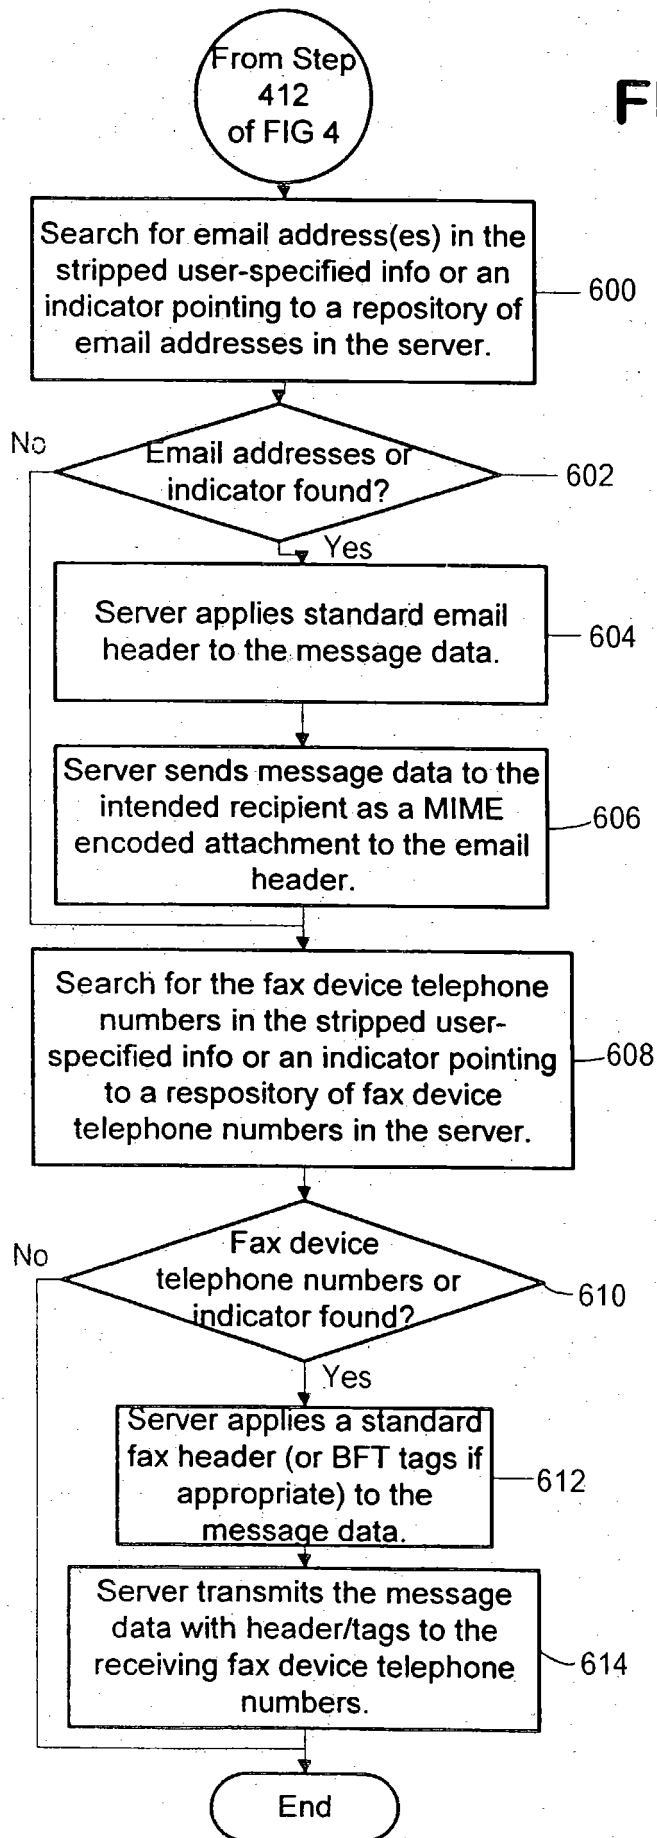 From Step
412
of FIG 4
Search for email address(es) in the
stripped user-specified info or an
indicator pointing to a repository of
email addresses in the server.
600
No
Email addresses or
indicator found?
602
Yes
Server applies standard email
header to the message data.
604
Server sends message data to the
intended recipient as a MIME
encoded attachment to the email
header.
606
Search for the fax device telephone
numbers in the stripped user-
specified info or an indicator pointing
to a respository of fax device
telephone numbers in the server.
608
No
Fax device
telephone numbers or
indicator found?
610
Yes
Server applies a standard
fax header (or BFT tags if
appropriate) to the
message data.
612
Server transmits the message
data with header/tags to the
receiving fax device telephone
numbers.
614
End